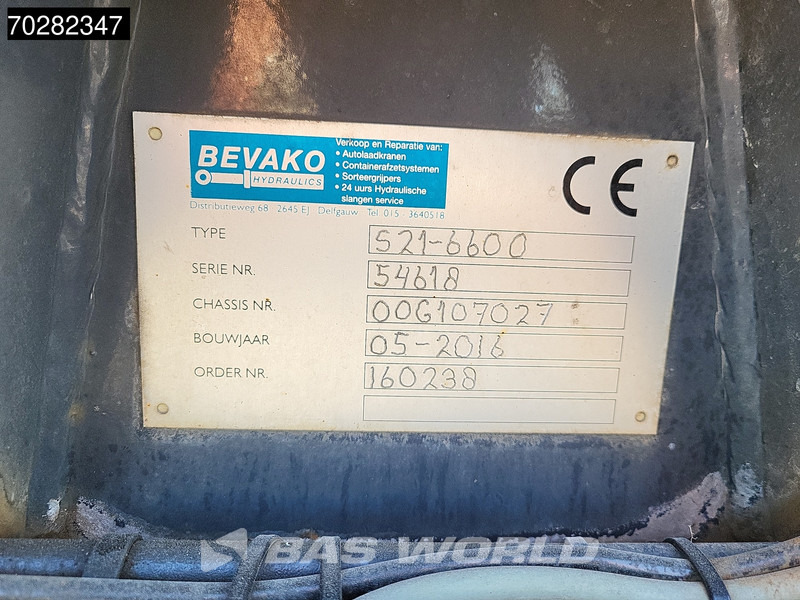 70282347
BEVAKO
HYDRAULICS
Verkoop en Reparatie van:
• Autolaadkranen
• Containerafzetsystemen
• Sorteergrijpers
• 24 uurs Hydraulische
slangen service
CE
Distributieweg 68 2645 EJ Delfgauw Tel. 015 - 3640518
TYPE 521-6600
SERIE NR. 54618
CHASSIS NR. 00G107027
BOUWJAAR 05-2016
ORDER NR. 160238
BAS WORLD